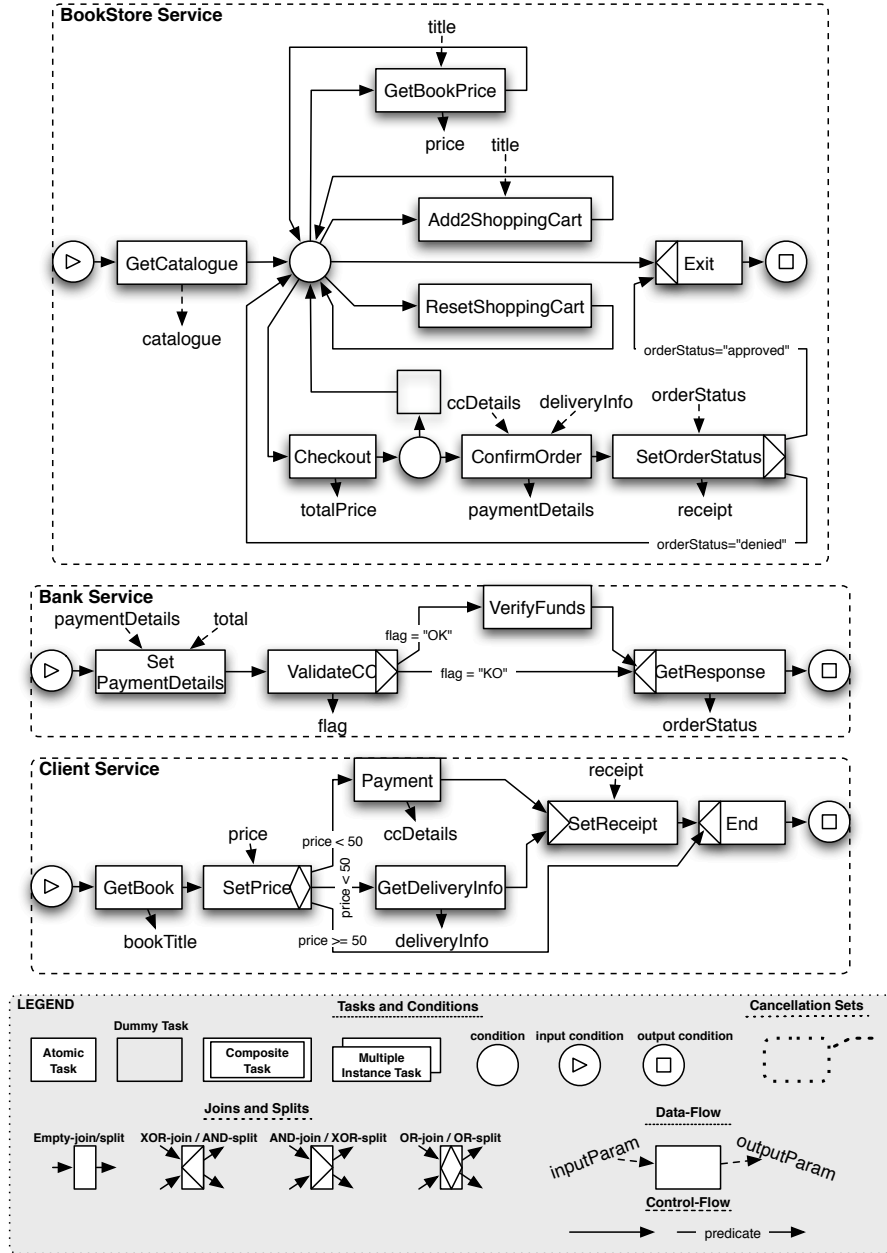 BookStore Service
title
GetBookPrice
price
title
Add2ShoppingCart
GetCatalogue
Exit
ResetShoppingCart
catalogue
orderStatus="approved"
ccDetails
deliveryInfo
orderStatus
Checkout
ConfirmOrder
SetOrderStatus
totalPrice
paymentDetails
receipt
orderStatus="denied"
Bank Service
paymentDetails
total
VerifyFunds
flag = "OK"
Set
PaymentDetails
ValidateCC
flag = "KO"
GetResponse
flag
orderStatus
Client Service
Payment
receipt
price
ccDetails
SetReceipt
End
price < 50
price < 50
GetBook
SetPrice
GetDeliveryInfo
bookTitle
price >= 50
deliveryInfo
LEGEND
Tasks and Conditions
Cancellation Sets
Dummy Task
condition
input condition
output condition
Atomic
Task
Composite
Task
Multiple
Instance Task
Joins and Splits
Data-Flow
Empty-join/split
XOR-join / AND-split
AND-join / XOR-split
OR-join / OR-split
inputParam
outputParam
Control-Flow
predicate